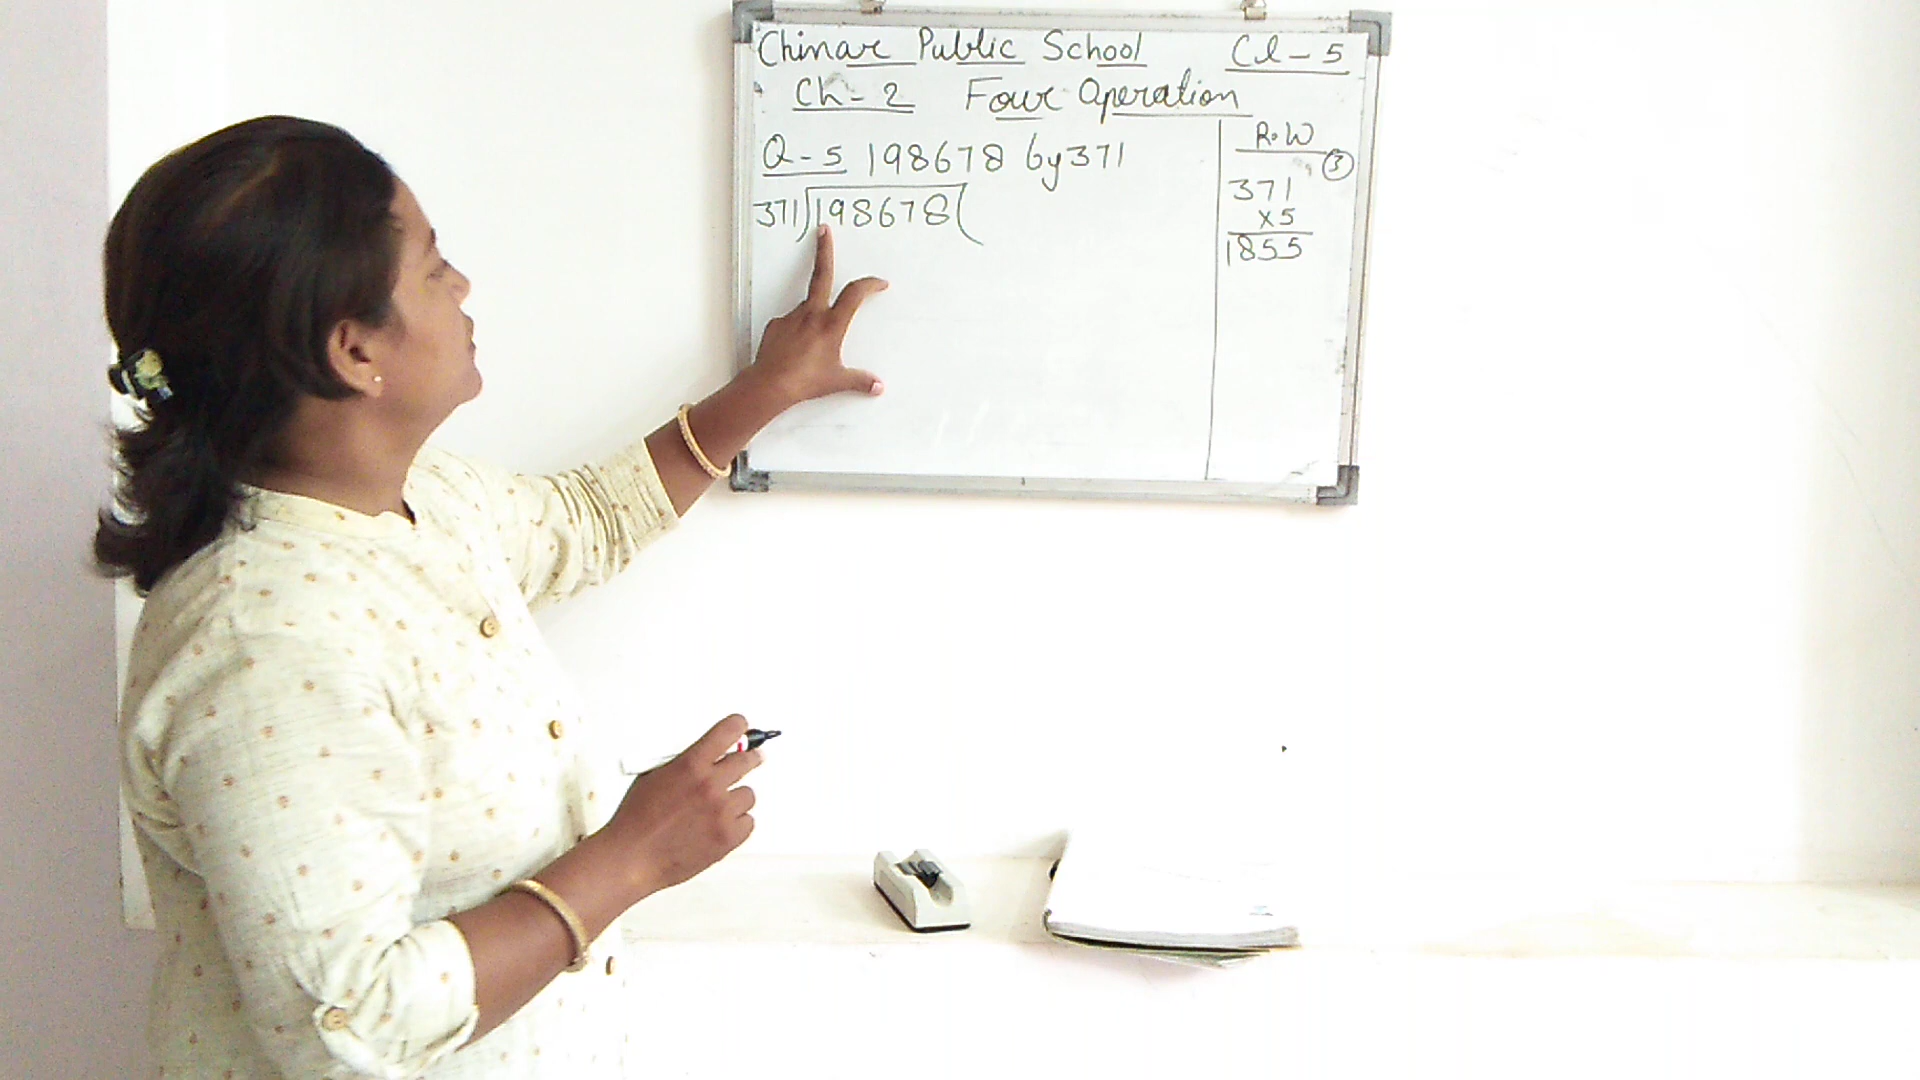 Chinar Public School Cl-5
Ch-2 Four Operation
Q-5 198678 by 371
371)198678(
R.W
3
371
x5
1855